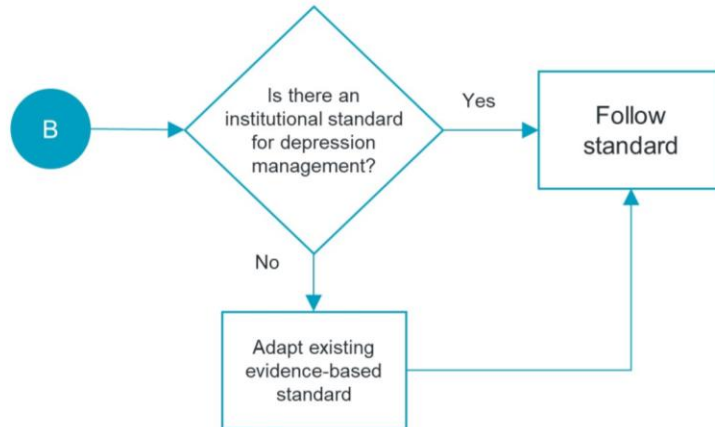 B
Is there an
institutional standard
for depression
management?
Yes
Follow
standard
No
Adapt existing
evidence-based
standard